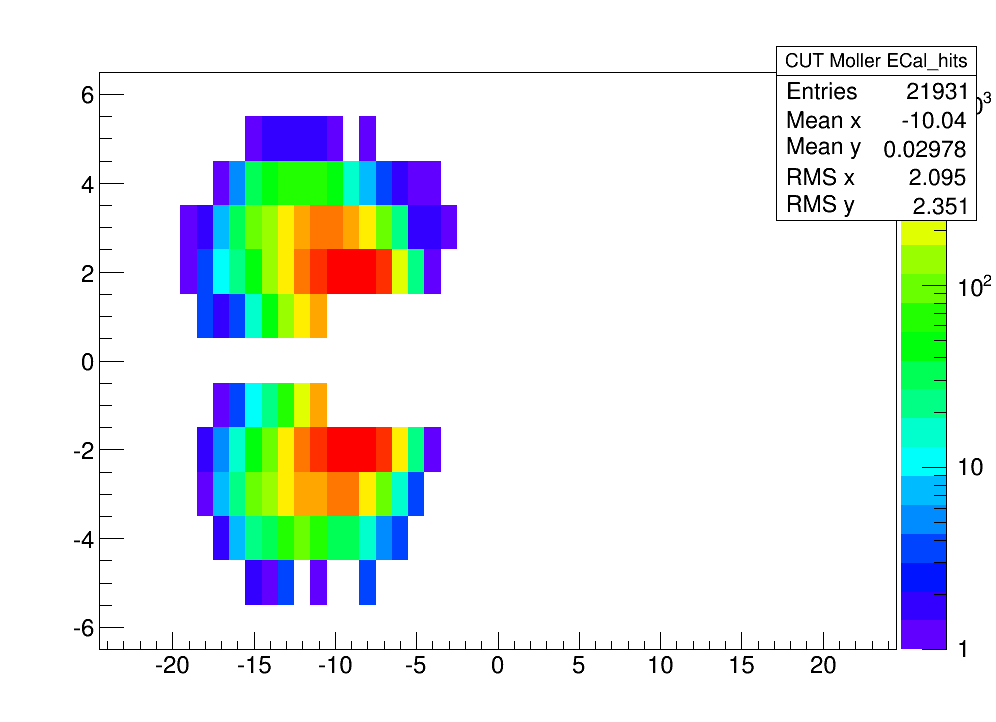 CUT Moller ECal_hits
Entries 21931
Mean x -10.04
Mean y 0.02978
RMS x 2.095
RMS y 2.351
6
4
2
0
-2
-4
-6
-20 -15 -10 -5 0 5 10 15 20
10²
10
1